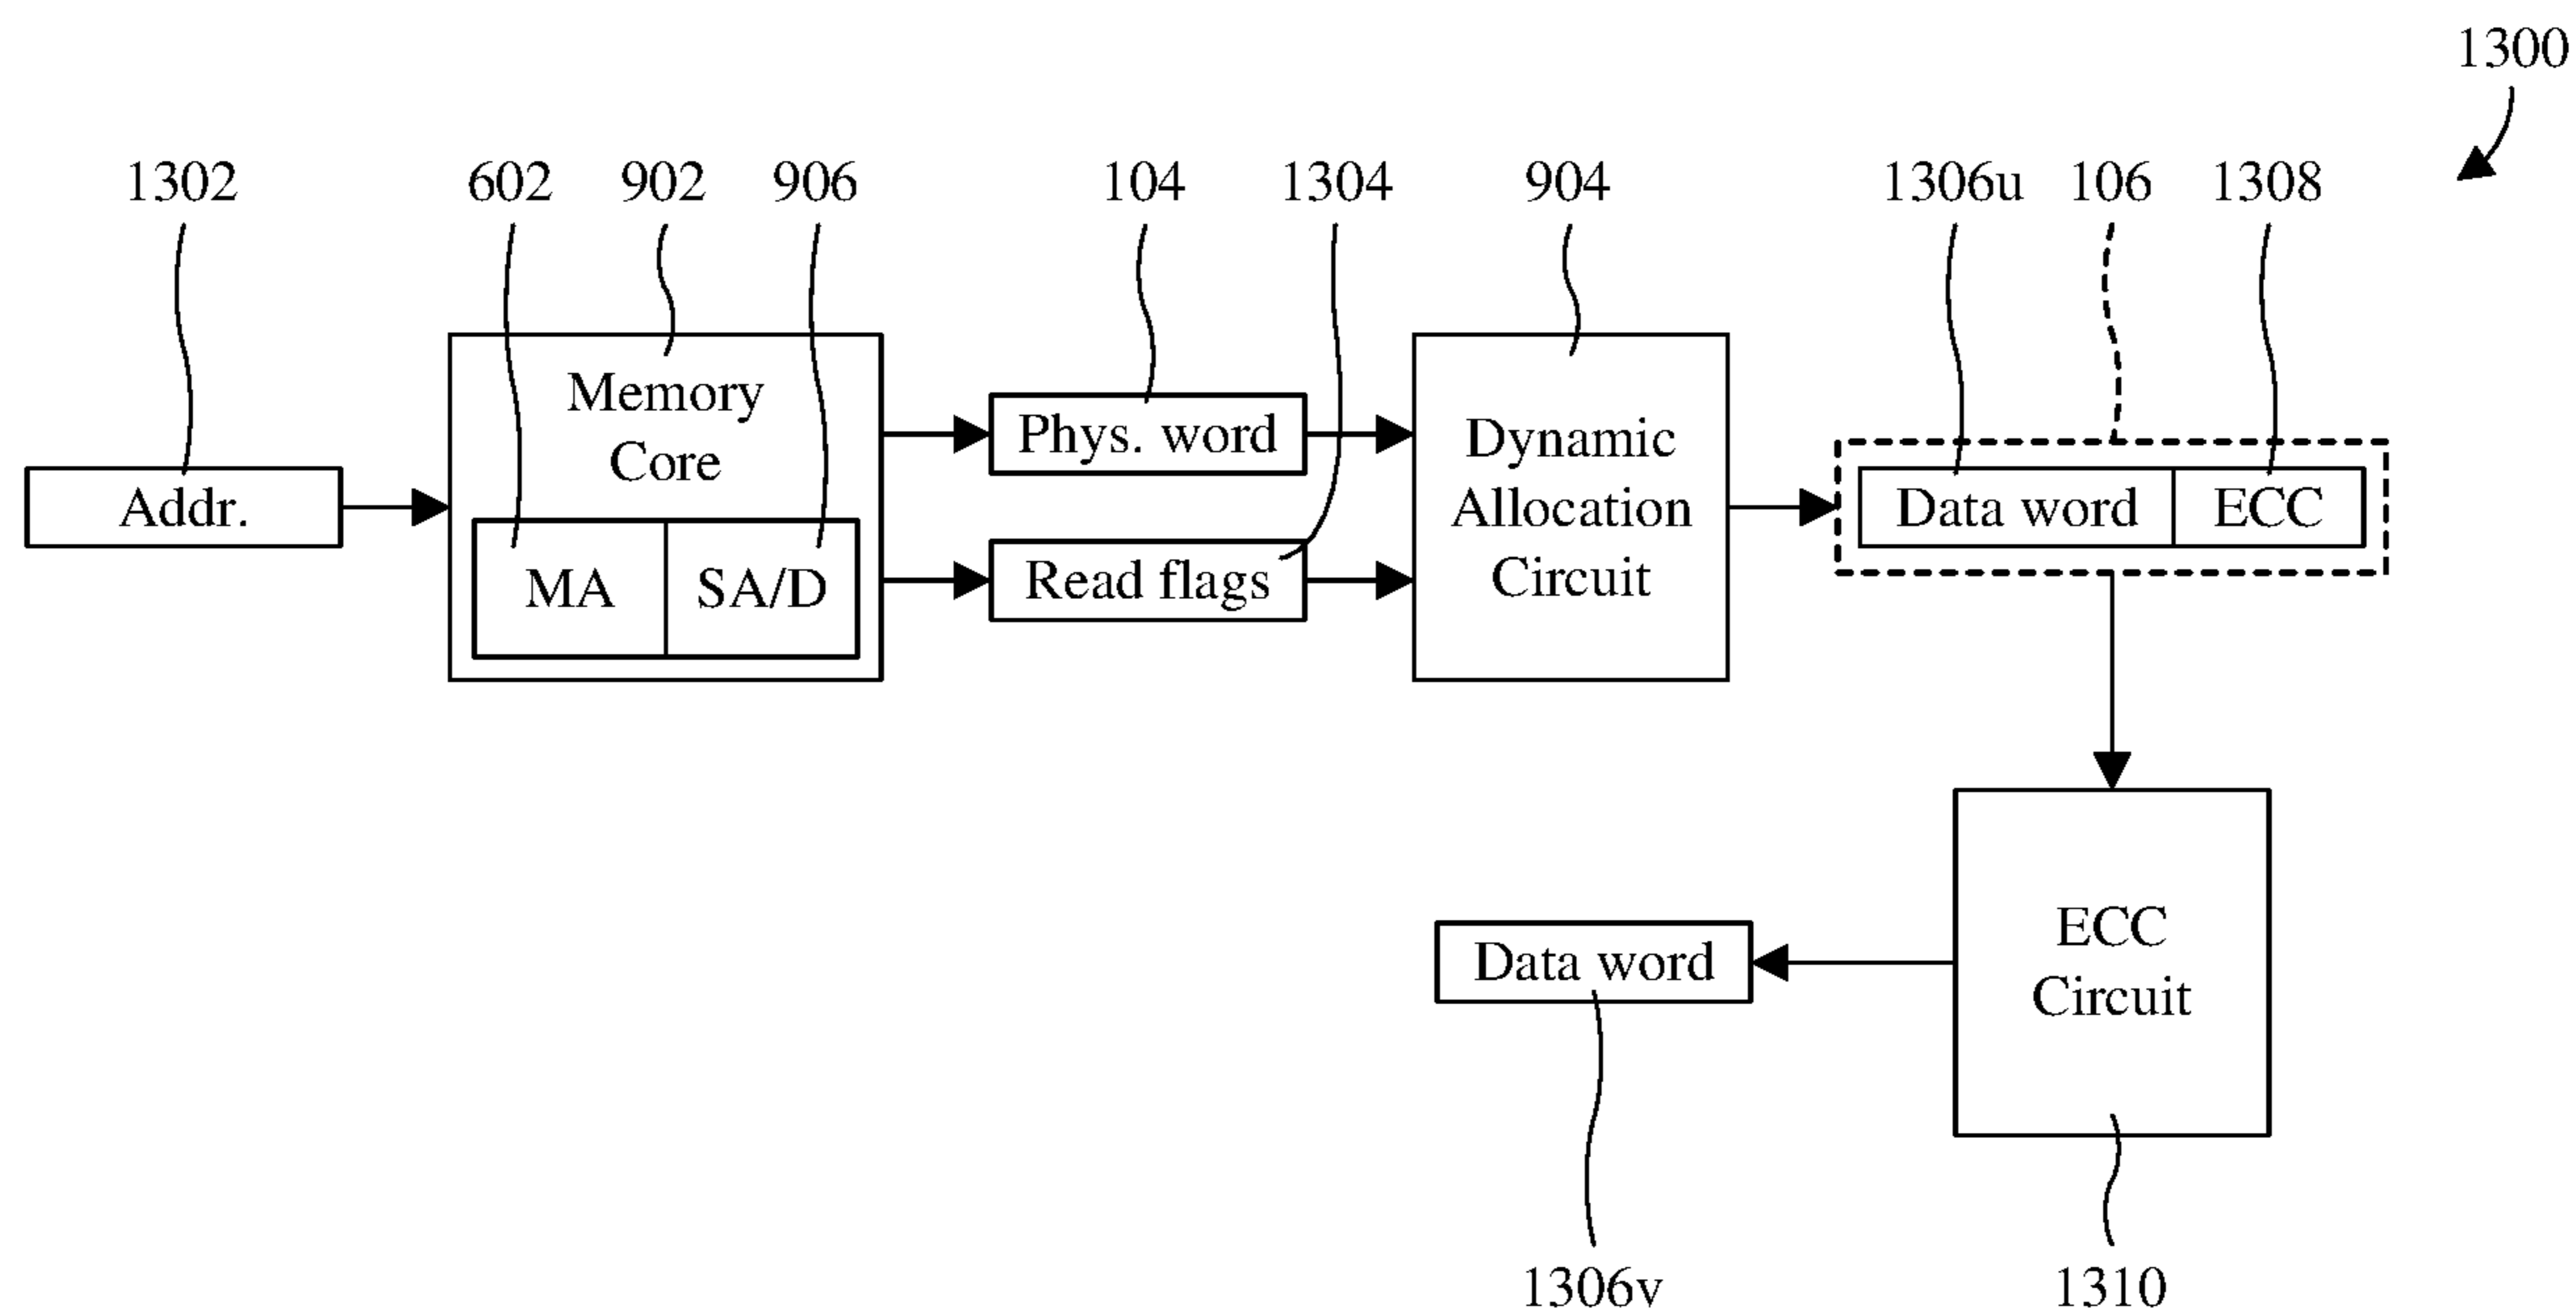 1300
1302
602
902
906
104
1304
904
1306u
106
1308
Memory
Core
Phys. word
Dynamic
Allocation
Circuit
Addr.
Data word
ECC
MA
SA/D
Read flags
ECC
Circuit
Data word
1306v
1310